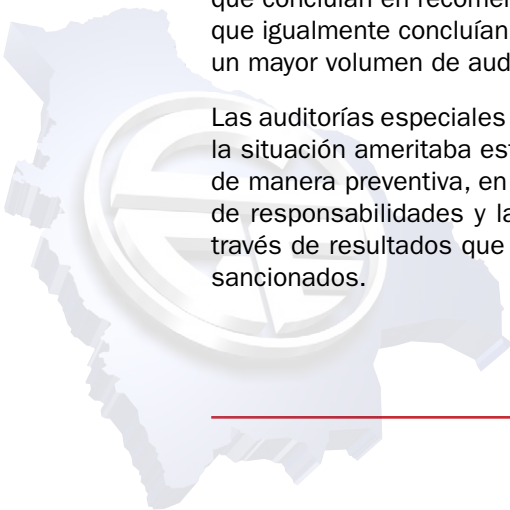 que concluían en recomen
que igualmente concluían
un mayor volumen de aud
Las auditorías especiales
la situación ameritaba est
de manera preventiva, en
de responsabilidades y la
través de resultados que
sancionados.